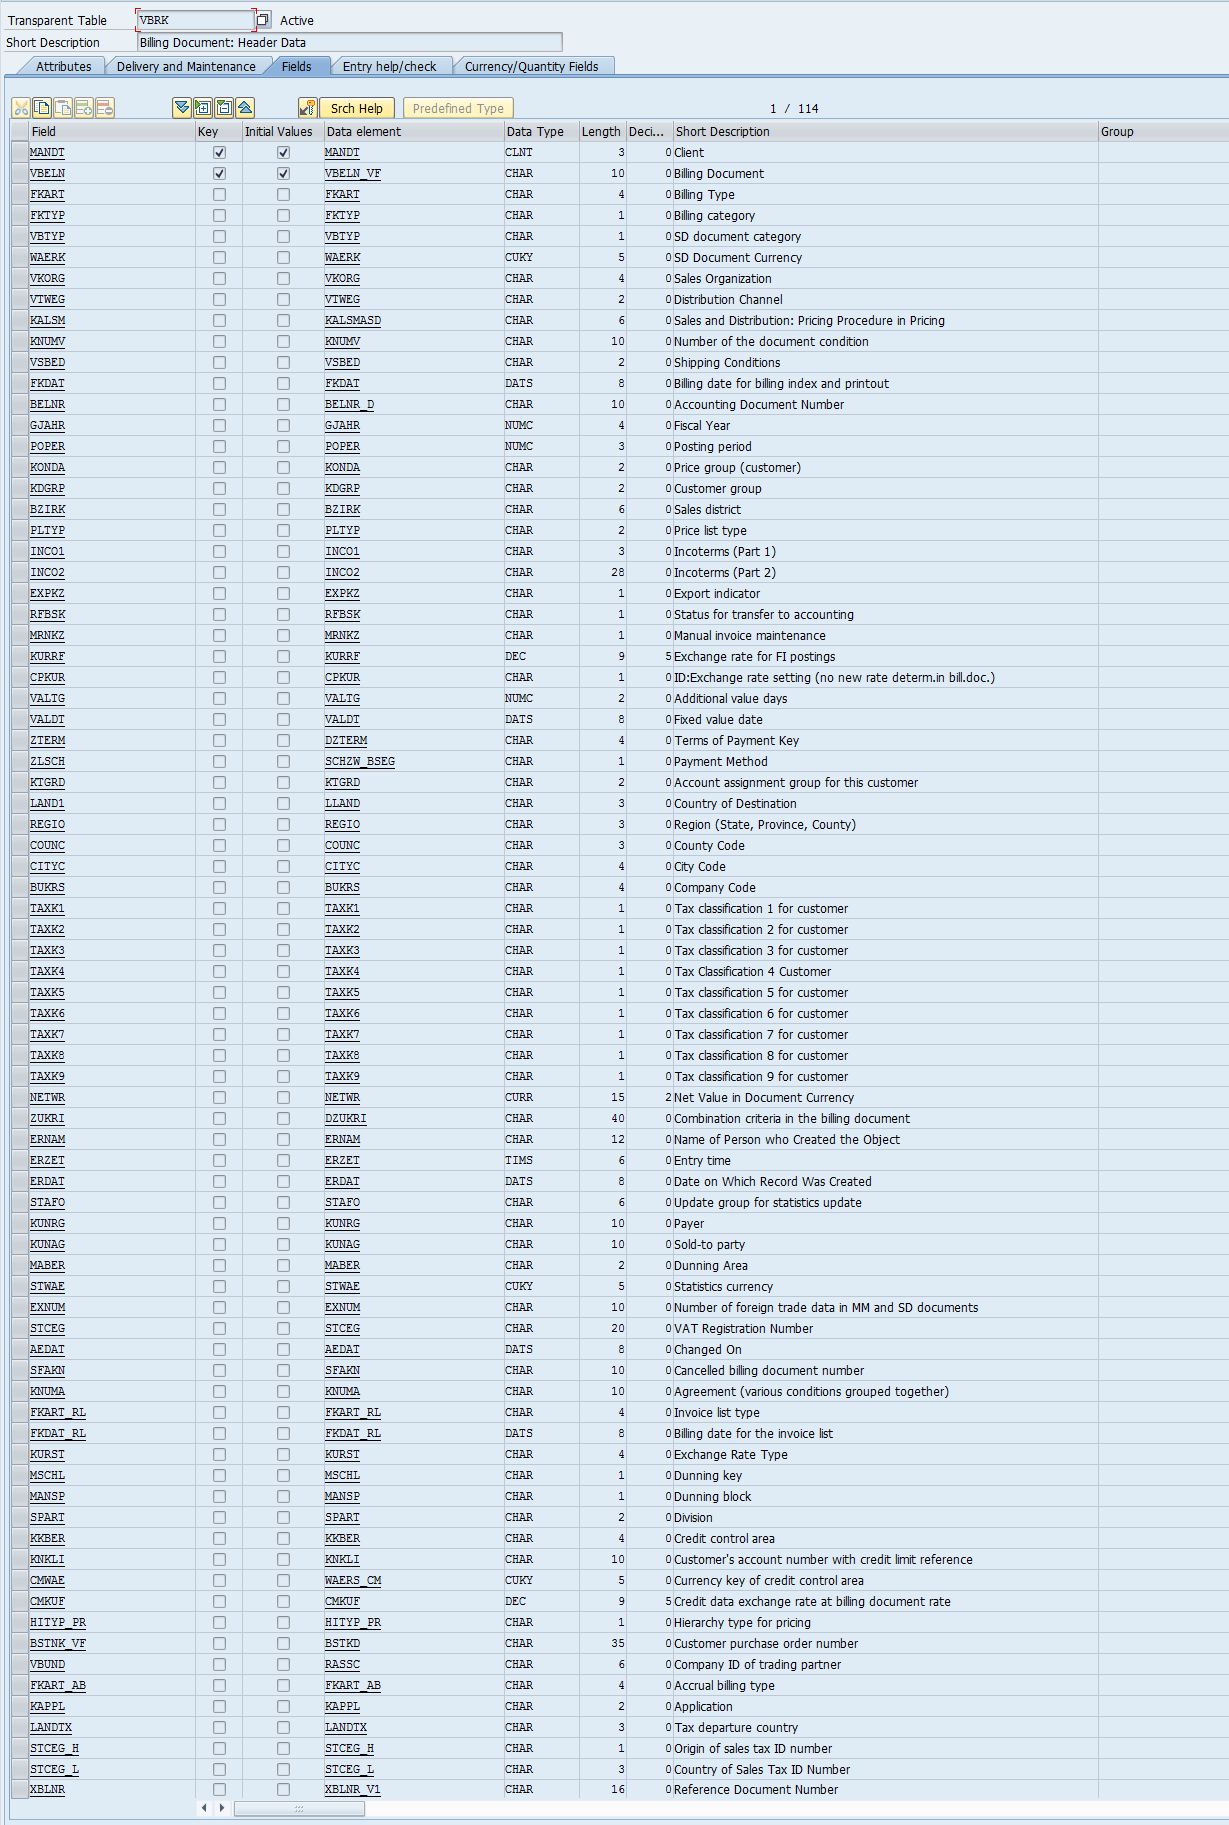 Transparent Table VBRK Active
Short Description Billing Document: Header Data
Attributes Delivery and Maintenance Fields Entry help/check Currency/Quantity Fields
Srch Help Predefined Type 1 / 114
Field Key Initial Values Data element Data Type Length Deci... Short Description Group
MANDT MANDT CLNT 3 0 Client
VBELN VBELN_VF CHAR 10 0 Billing Document
FKART FKART CHAR 4 0 Billing Type
FKTYP FKTYP CHAR 1 0 Billing category
VBTYP VBTYP CHAR 1 0 SD document category
WAERK WAERK CUKY 5 0 SD Document Currency
VKORG VKORG CHAR 4 0 Sales Organization
VTWEG VTWEG CHAR 2 0 Distribution Channel
KALSM KALSMASD CHAR 6 0 Sales and Distribution: Pricing Procedure in Pricing
KNUMV KNUMV CHAR 10 0 Number of the document condition
VSBED VSBED CHAR 2 0 Shipping Conditions
FKDAT FKDAT DATS 8 0 Billing date for billing index and printout
BELNR BELNR_D CHAR 10 0 Accounting Document Number
GJAHR GJAHR NUMC 4 0 Fiscal Year
POPER POPER NUMC 3 0 Posting period
KONDA KONDA CHAR 2 0 Price group (customer)
KDGRP KDGRP CHAR 2 0 Customer group
BZIRK BZIRK CHAR 6 0 Sales district
PLTYP PLTYP CHAR 2 0 Price list type
INCO1 INCO1 CHAR 3 0 Incoterms (Part 1)
INCO2 INCO2 CHAR 28 0 Incoterms (Part 2)
EXPKZ EXPKZ CHAR 1 0 Export indicator
RFBSK RFBSK CHAR 1 0 Status for transfer to accounting
MRNKZ MRNKZ CHAR 1 0 Manual invoice maintenance
KURRF KURRF DEC 9 5 Exchange rate for FI postings
CPKUR CPKUR CHAR 1 0 ID:Exchange rate setting (no new rate determ.in bill.doc.)
VALTG VALTG NUMC 2 0 Additional value days
VALDT VALDT DATS 8 0 Fixed value date
ZTERM DZTERM CHAR 4 0 Terms of Payment Key
ZLSCH SCHZW_BSEG CHAR 1 0 Payment Method
KTGRD KTGRD CHAR 2 0 Account assignment group for this customer
LAND1 LLAND CHAR 3 0 Country of Destination
REGIO REGIO CHAR 3 0 Region (State, Province, County)
COUNC COUNC CHAR 3 0 County Code
CITYC CITYC CHAR 4 0 City Code
BUKRS BUKRS CHAR 4 0 Company Code
TAXK1 TAXK1 CHAR 1 0 Tax classification 1 for customer
TAXK2 TAXK2 CHAR 1 0 Tax classification 2 for customer
TAXK3 TAXK3 CHAR 1 0 Tax classification 3 for customer
TAXK4 TAXK4 CHAR 1 0 Tax Classification 4 Customer
TAXK5 TAXK5 CHAR 1 0 Tax classification 5 for customer
TAXK6 TAXK6 CHAR 1 0 Tax classification 6 for customer
TAXK7 TAXK7 CHAR 1 0 Tax classification 7 for customer
TAXK8 TAXK8 CHAR 1 0 Tax classification 8 for customer
TAXK9 TAXK9 CHAR 1 0 Tax classification 9 for customer
NETWR NETWR CURR 15 2 Net Value in Document Currency
ZUKRI DZUKRI CHAR 40 0 Combination criteria in the billing document
ERNAM ERNAM CHAR 12 0 Name of Person who Created the Object
ERZET ERZET TIMS 6 0 Entry time
ERDAT ERDAT DATS 8 0 Date on Which Record Was Created
STAFO STAFO CHAR 6 0 Update group for statistics update
KUNRG KUNRG CHAR 10 0 Payer
KUNAG KUNAG CHAR 10 0 Sold-to party
MABER MABER CHAR 2 0 Dunning Area
STWAE STWAE CUKY 5 0 Statistics currency
EXNUM EXNUM CHAR 10 0 Number of foreign trade data in MM and SD documents
STCEG STCEG CHAR 20 0 VAT Registration Number
AEDAT AEDAT DATS 8 0 Changed On
SFAKN SFAKN CHAR 10 0 Cancelled billing document number
KNUMA KNUMA CHAR 10 0 Agreement (various conditions grouped together)
FKART_RL FKART_RL CHAR 4 0 Invoice list type
FKDAT_RL FKDAT_RL DATS 8 0 Billing date for the invoice list
KURST KURST CHAR 4 0 Exchange Rate Type
MSCHL MSCHL CHAR 1 0 Dunning key
MANSP MANSP CHAR 1 0 Dunning block
SPART SPART CHAR 2 0 Division
KKBER KKBER CHAR 4 0 Credit control area
KNKLI KNKLI CHAR 10 0 Customer's account number with credit limit reference
CMWAE WAERS_CM CUKY 5 0 Currency key of credit control area
CMKUF CMKUF DEC 9 5 Credit data exchange rate at billing document rate
HITYP_PR HITYP_PR CHAR 1 0 Hierarchy type for pricing
BSTNK_VF BSTKD CHAR 35 0 Customer purchase order number
VBUND RASSC CHAR 6 0 Company ID of trading partner
FKART_AB FKART_AB CHAR 4 0 Accrual billing type
KAPPL KAPPL CHAR 2 0 Application
LANDTX LANDTX CHAR 3 0 Tax departure country
STCEG_H STCEG_H CHAR 1 0 Origin of sales tax ID number
STCEG_L STCEG_L CHAR 3 0 Country of Sales Tax ID Number
XBLNR XBLNR_V1 CHAR 16 0 Reference Document Number